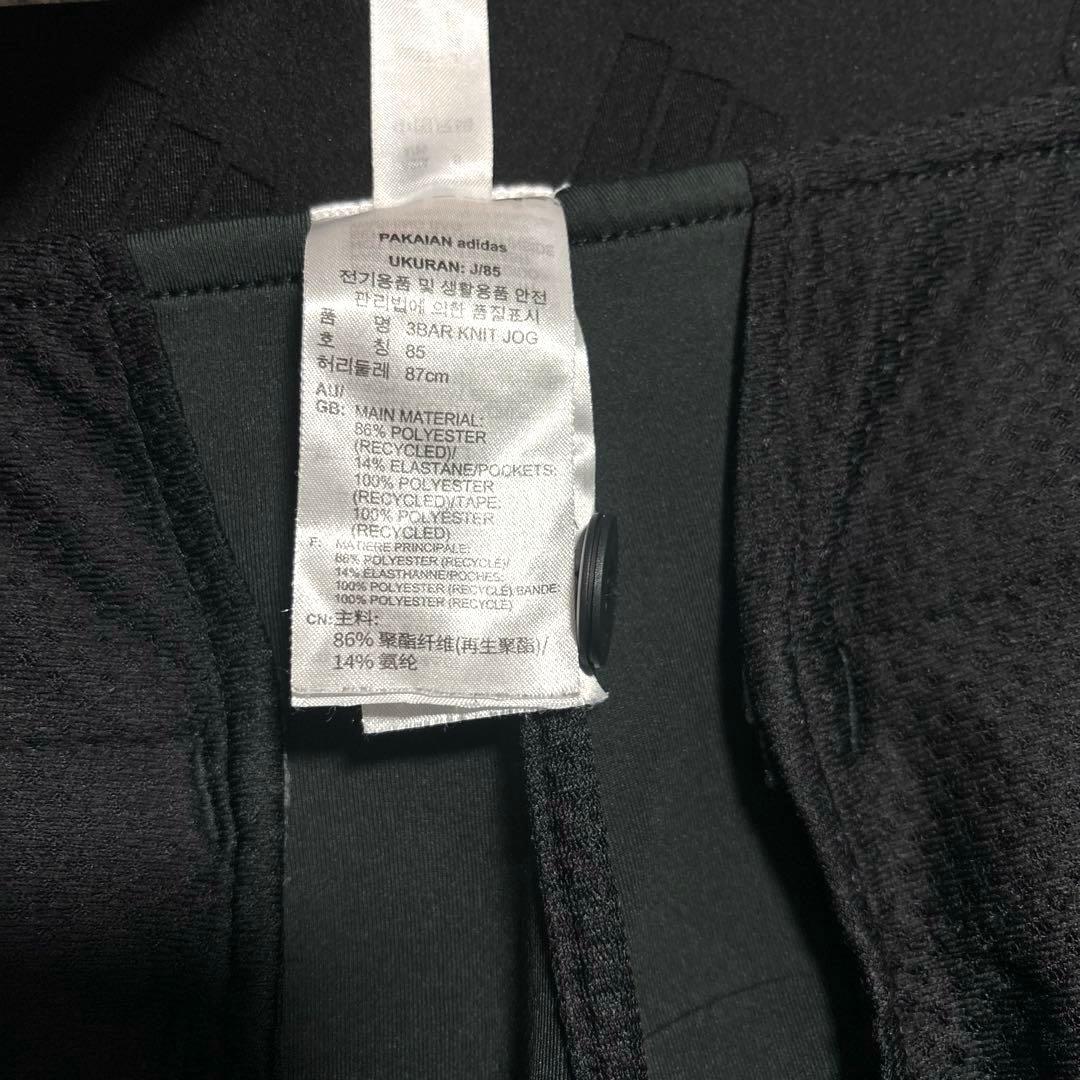 PAKAIAN adidas
UKURAN: J/85
전기용품 및 생활용품 안전
관리법에 의한 품질표시
품 명 3BAR KNIT JOG
호 칭 85
허리둘레 87cm
AU/
GB: MAIN MATERIAL:
86% POLYESTER
(RECYCLED)/
14% ELASTANE/POCKETS:
100% POLYESTER
(RECYCLED)/TAPE:
100% POLYESTER
(RECYCLED)
F: MATIERE PRINCIPALE:
86% POLYESTER (RECYCLÉ)/
14% ÉLASTHANNE/POCHES:
100% POLYESTER (RECYCLÉ)/BANDE:
100% POLYESTER (RECYCLÉ)
CN: 主料:
86% 聚酯纤维(再生聚酯)/
14% 氨纶